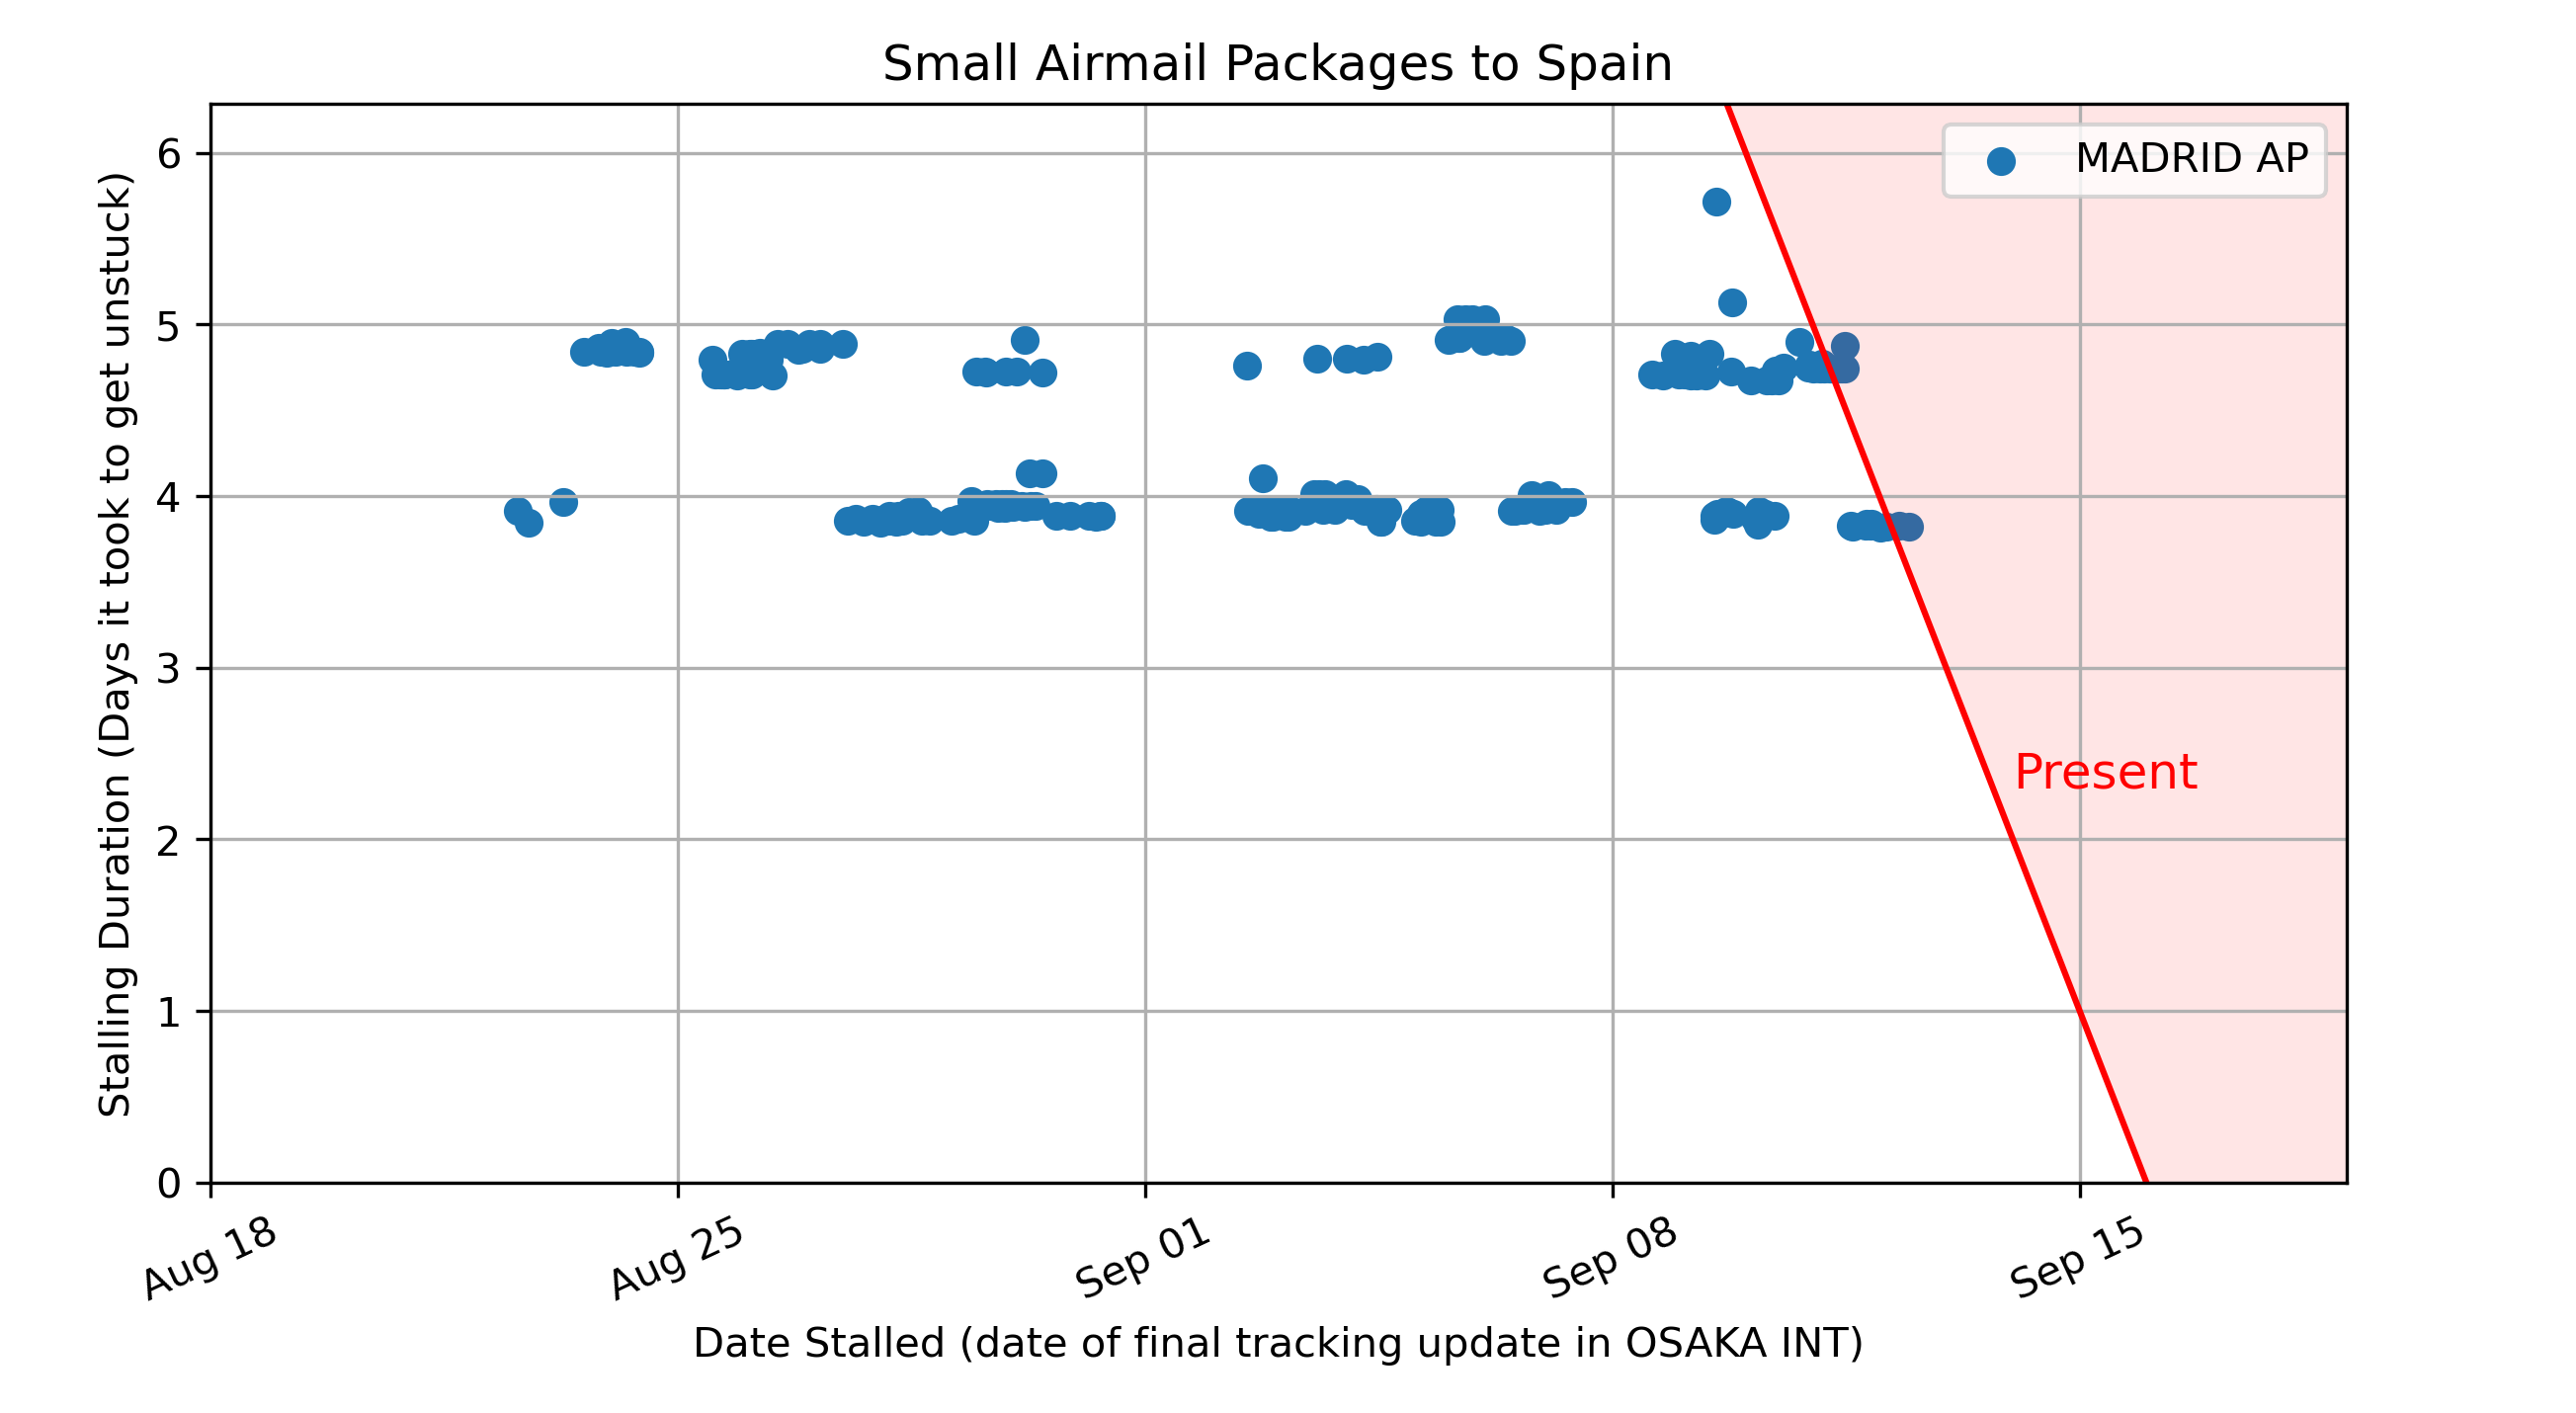 Small Airmail Packages to Spain
MADRID AP
Stalling Duration (Days it took to get unstuck)
6
5
4
3
2
1
0
Present
Aug 18
Aug 25
Sep 01
Sep 08
Sep 15
Date Stalled (date of final tracking update in OSAKA INT)